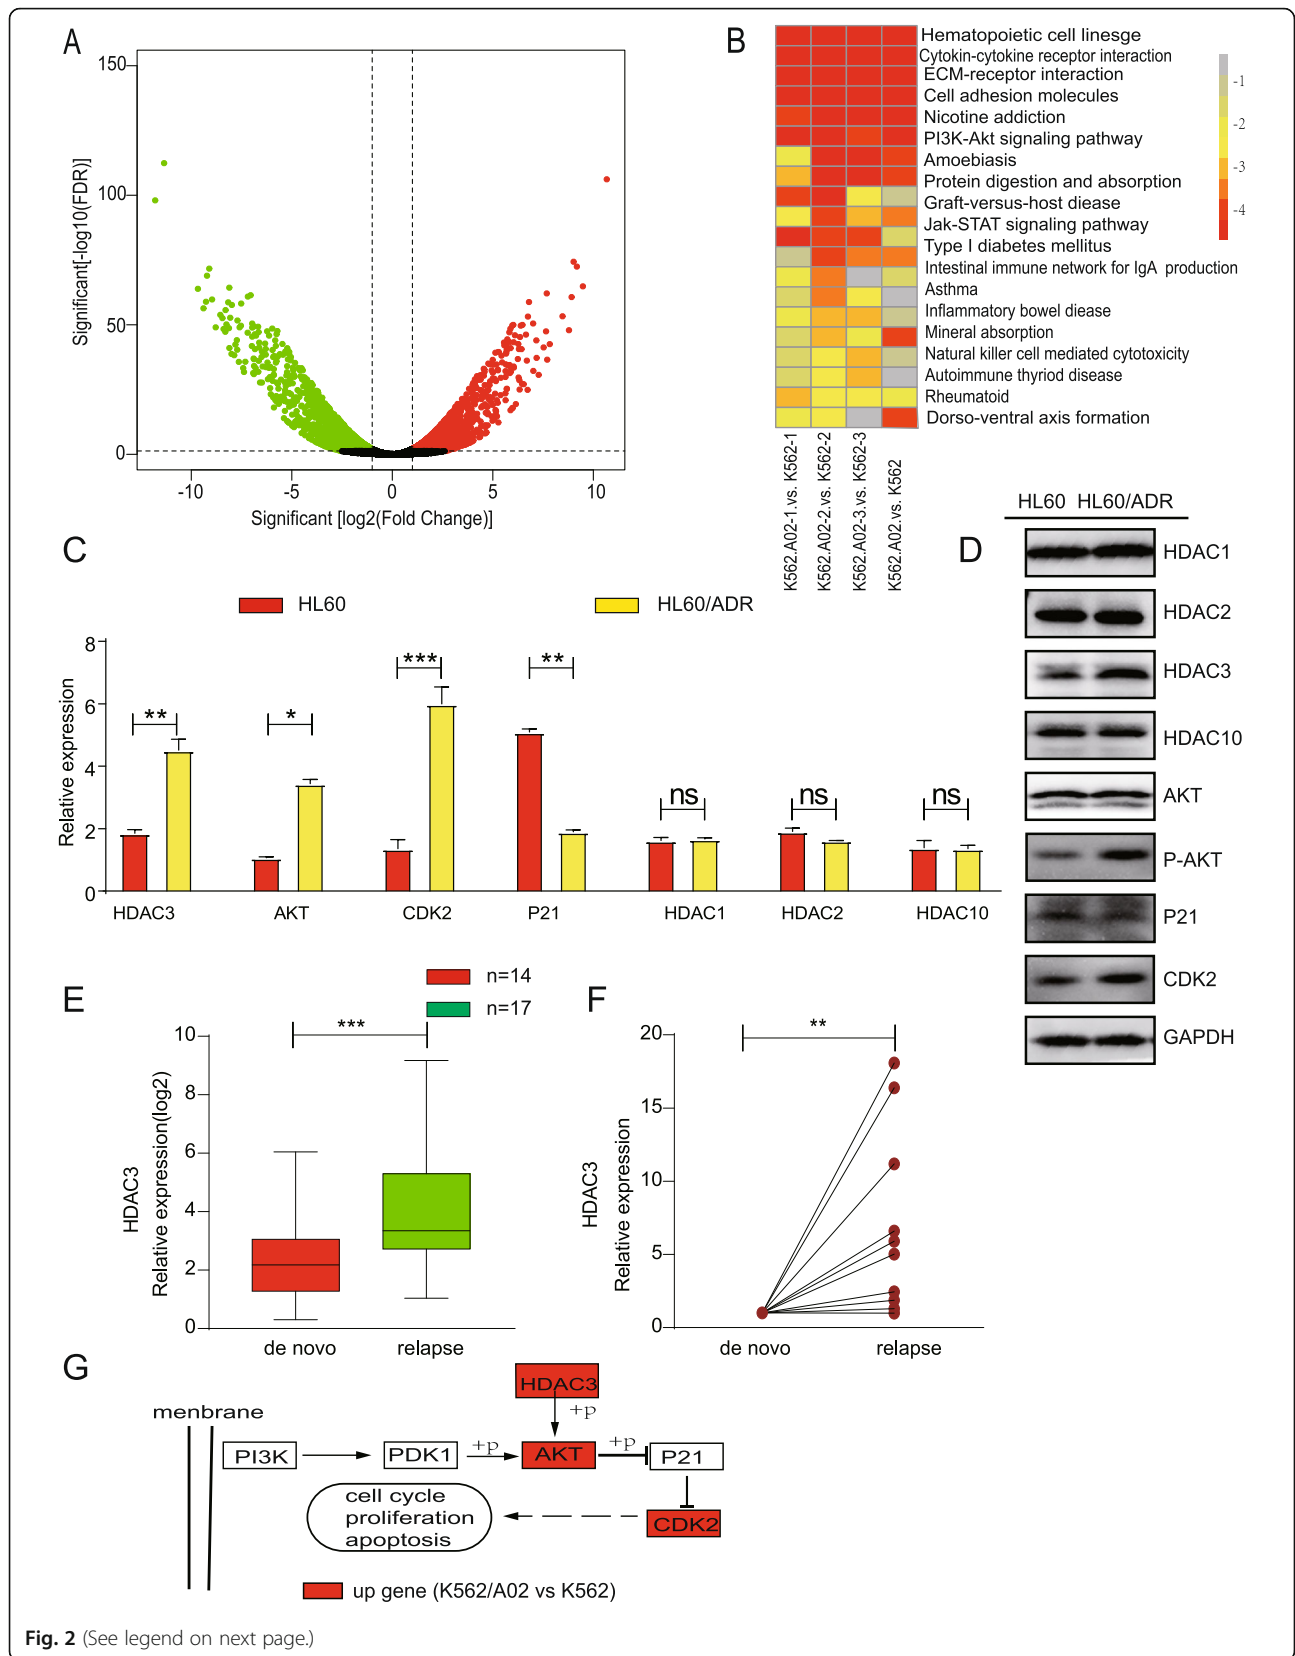 A
150
100
50
0
Significant[-log10(FDR)]
-10
-5
0
5
10
Significant [log2(Fold Change)]
B
Hematopoietic cell linesge
Cytokin-cytokine receptor interaction
ECM-receptor interaction
Cell adhesion molecules
Nicotine addiction
PI3K-Akt signaling pathway
Amoebiasis
Protein digestion and absorption
Graft-versus-host disease
Jak-STAT signaling pathway
Type I diabetes mellitus
Intestinal immune network for IgA production
Asthma
Inflammatory bowel disease
Mineral absorption
Natural killer cell mediated cytotoxicity
Autoimmune thyriod disease
Rheumatoid
Dorso-ventral axis formation
-1
-2
-3
-4
K562.A02-1.vs. K562-1
K562.A02-2.vs. K562-2
K562.A02-3.vs. K562-3
K562.A02.vs. K562
C
HL60
HL60/ADR
Relative expression
8
6
4
2
0
**
*
***
**
ns
ns
ns
HDAC3
AKT
CDK2
P21
HDAC1
HDAC2
HDAC10
D
HL60 HL60/ADR
HDAC1
HDAC2
HDAC3
HDAC10
AKT
P-AKT
P21
CDK2
GAPDH
E
n=14
n=17
***
HDAC3
Relative expression(log2)
10
8
6
4
2
0
de novo
relapse
F
**
HDAC3
Relative expression
20
15
10
5
0
de novo
relapse
G
menbrane
HDAC3
+p
PI3K
PDK1
+p
AKT
+p
P21
cell cycle
proliferation
apoptosis
CDK2
up gene (K562/A02 vs K562)
Fig. 2 (See legend on next page.)